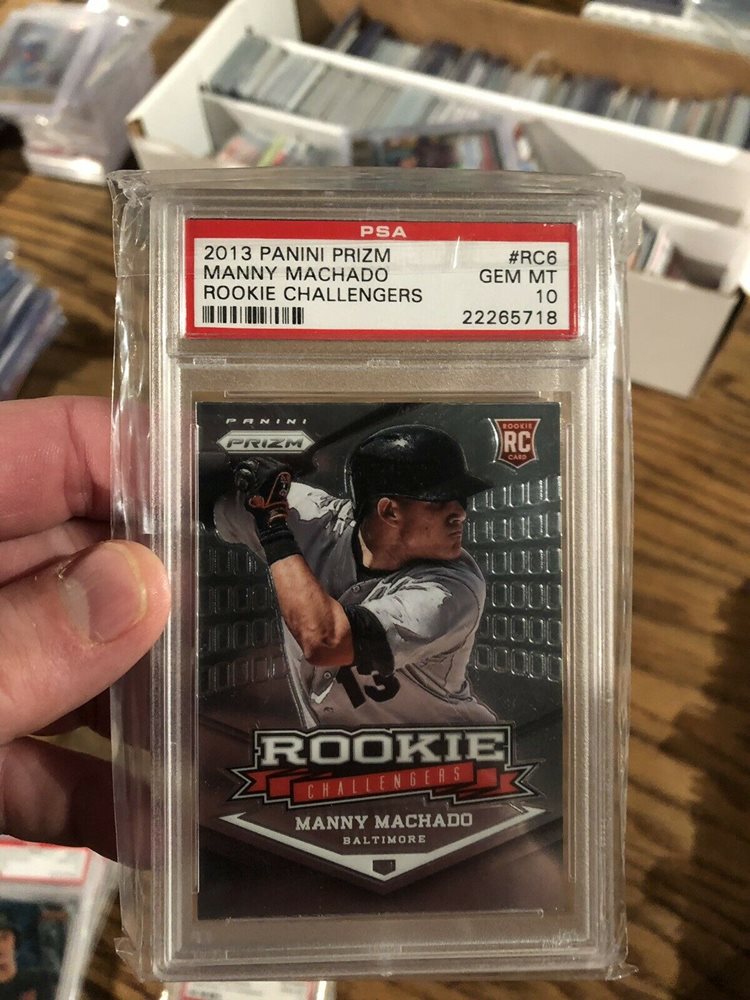 PSA
2013 PANINI PRIZM #RC6
MANNY MACHADO GEM MT
ROOKIE CHALLENGERS 10
22265718
PANINI
PRIZM
ROOKIE
RC
CARD
13
ROOKIE
CHALLENGERS
MANNY MACHADO
BALTIMORE